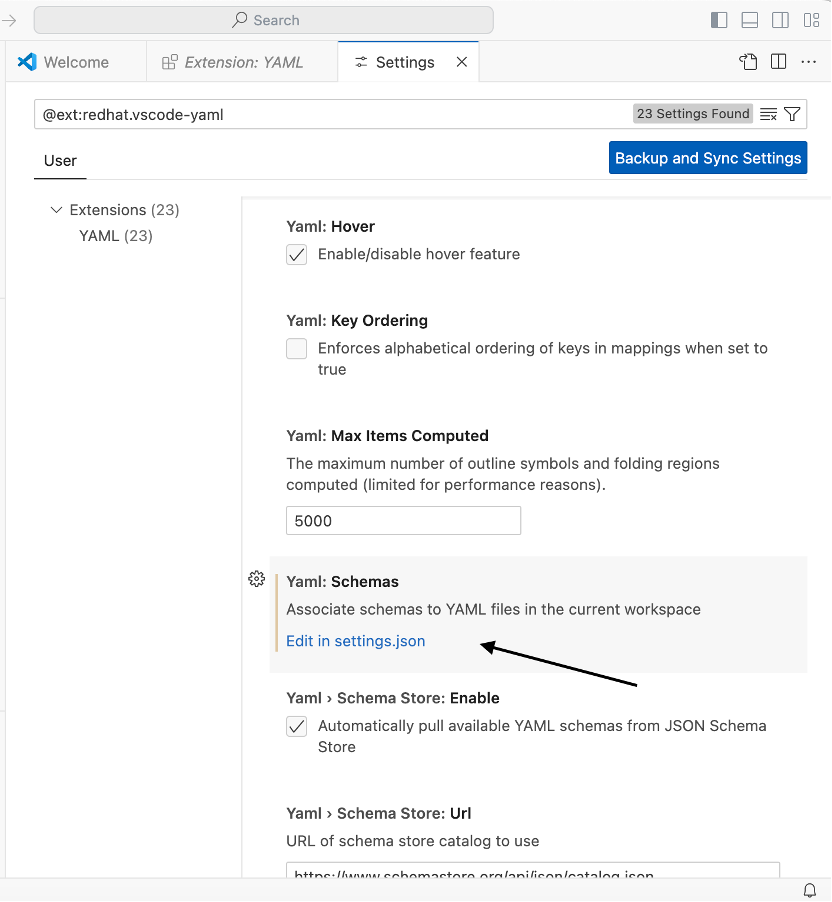 Search
Welcome
Extension: YAML
Settings
@ext:redhat.vscode-yaml
23 Settings Found
User
Backup and Sync Settings
Extensions (23)
YAML (23)
Yaml: Hover
Enable/disable hover feature
Yaml: Key Ordering
Enforces alphabetical ordering of keys in mappings when set to
true
Yaml: Max Items Computed
The maximum number of outline symbols and folding regions
computed (limited for performance reasons).
5000
Yaml: Schemas
Associate schemas to YAML files in the current workspace
Edit in settings.json
Yaml › Schema Store: Enable
Automatically pull available YAML schemas from JSON Schema
Store
Yaml › Schema Store: Url
URL of schema store catalog to use
https://www.schemastore.org/api/json/catalog.json